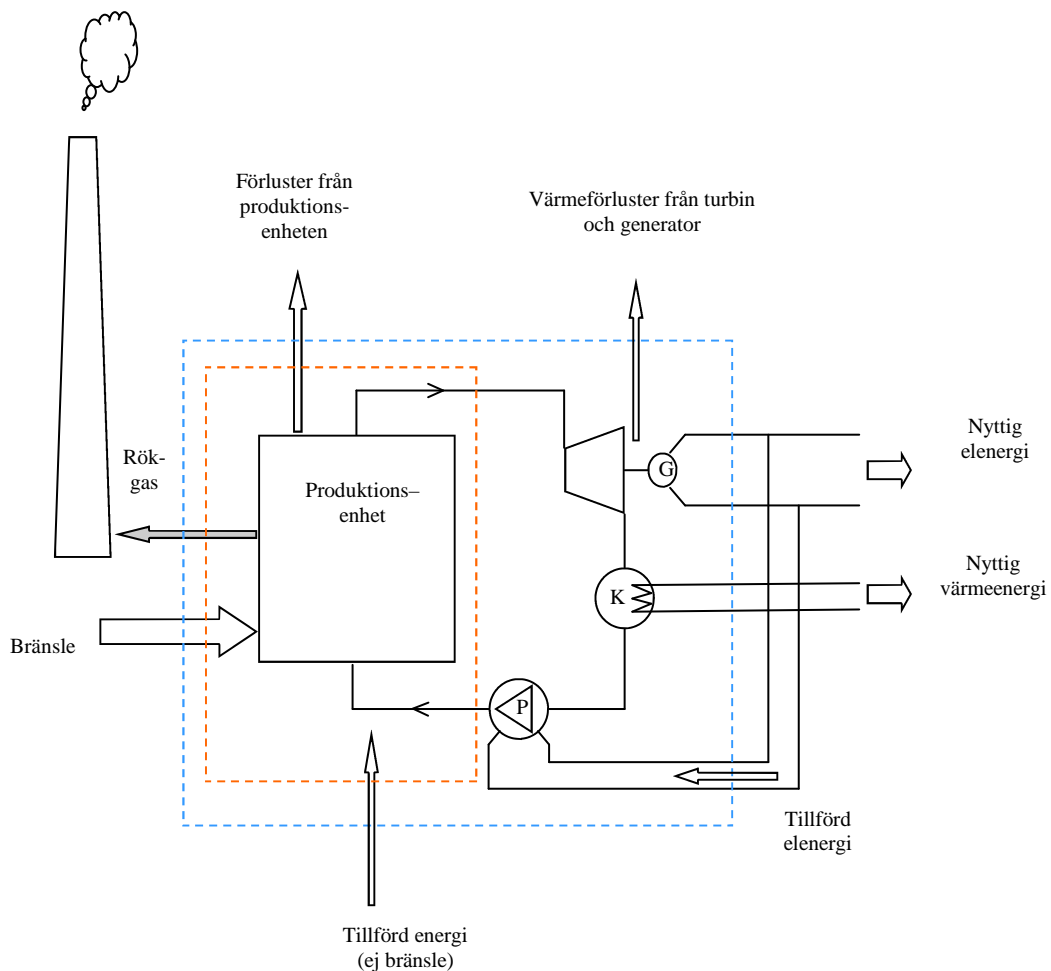 Förluster från
produktions-
enheten
Värmeförluster från turbin
och generator
Rök-
gas
Produktions–
enhet
G
Nyttig
elenergi
K
Nyttig
värmeenergi
Bränsle
P
Tillförd
elenergi
Tillförd energi
(ej bränsle)